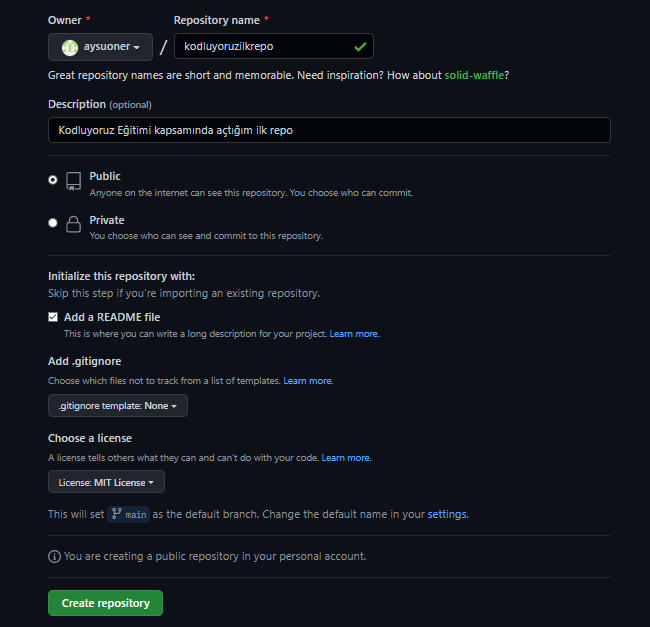 Owner * Repository name *
aysuoner / kodluyoruzilkrepo
Great repository names are short and memorable. Need inspiration? How about solid-waffle?
Description (optional)
Kodluyoruz Eğitimi kapsamında açtığım ilk repo
Public
Anyone on the internet can see this repository. You choose who can commit.
Private
You choose who can see and commit to this repository.
Initialize this repository with:
Skip this step if you're importing an existing repository.
Add a README file
This is where you can write a long description for your project. Learn more.
Add .gitignore
Choose which files not to track from a list of templates. Learn more.
.gitignore template: None
Choose a license
A license tells others what they can and can't do with your code. Learn more.
License: MIT License
This will set main as the default branch. Change the default name in your settings.
You are creating a public repository in your personal account.
Create repository